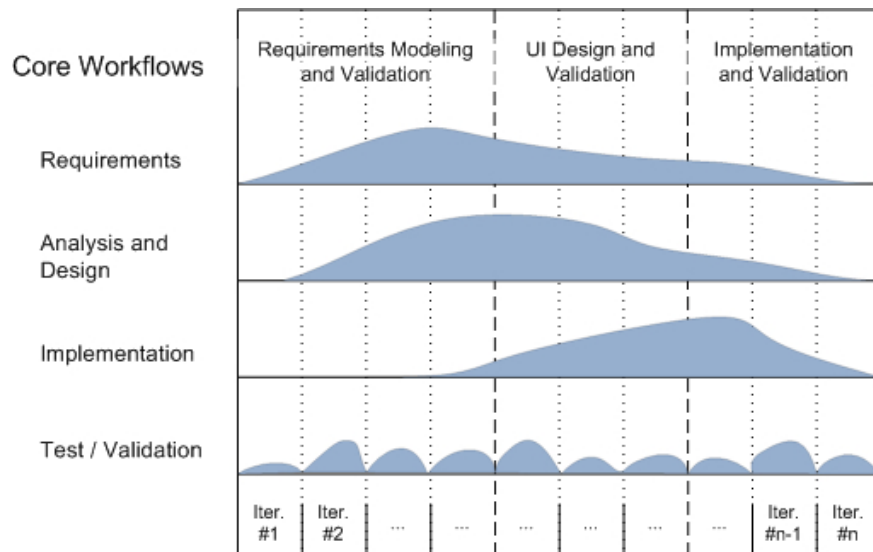 Core Workflows
Requirements Modeling
and Validation
UI Design and
Validation
Implementation
and Validation
Requirements
Analysis and
Design
Implementation
Test / Validation
Iter.
#1
Iter.
#2
...
...
...
...
...
...
Iter.
#n-1
Iter.
#n